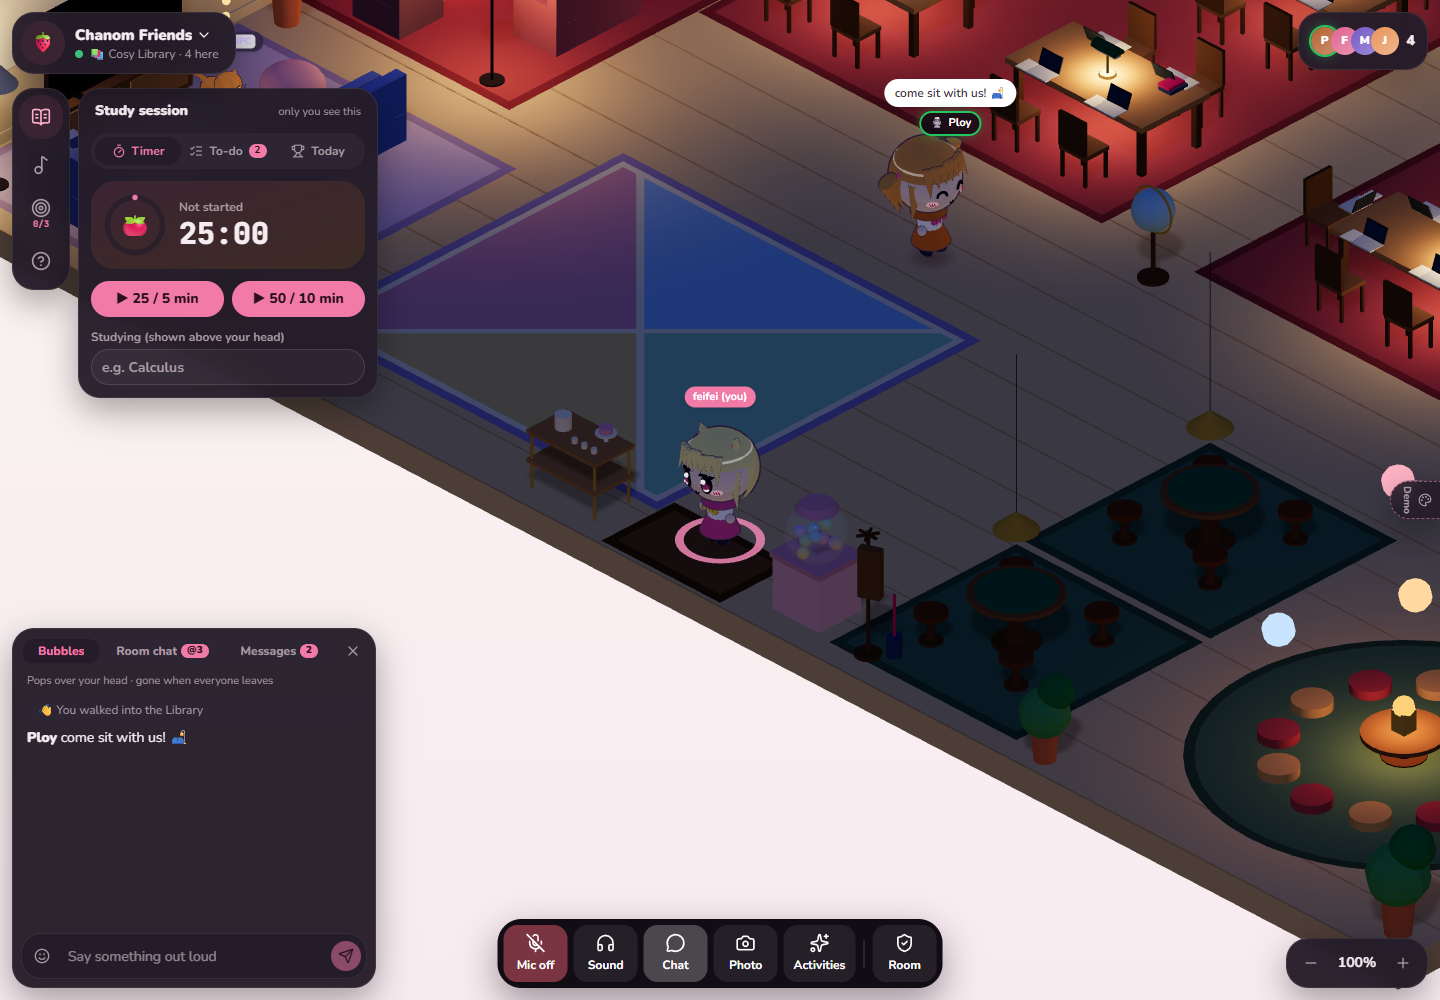 Chanom Friends
Cosy Library · 4 here
NPC
P F M J 4
Study session
only you see this
Timer
To-do 2
Today
0/3
Not started
25:00
25 / 5 min
50 / 10 min
Studying (shown above your head)
e.g. Calculus
come sit with us!
Ploy
feifei (you)
Demo
Bubbles
Room chat @3
Messages 2
Pops over your head · gone when everyone leaves
You walked into the Library
Ploy come sit with us!
Say something out loud
Mic off
Sound
Chat
Photo
Activities
Room
100%